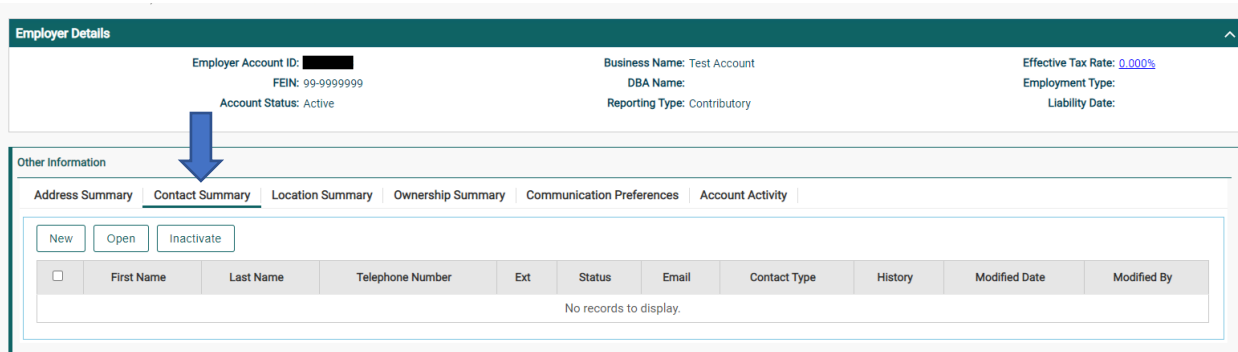 Employer Details
Employer Account ID: Business Name: Test Account Effective Tax Rate: 0.000%
FEIN: 99-9999999 DBA Name: Employment Type:
Account Status: Active Reporting Type: Contributory Liability Date:
Other Information
Address Summary Contact Summary Location Summary Ownership Summary Communication Preferences Account Activity
New Open Inactivate
First Name Last Name Telephone Number Ext Status Email Contact Type History Modified Date Modified By
No records to display.